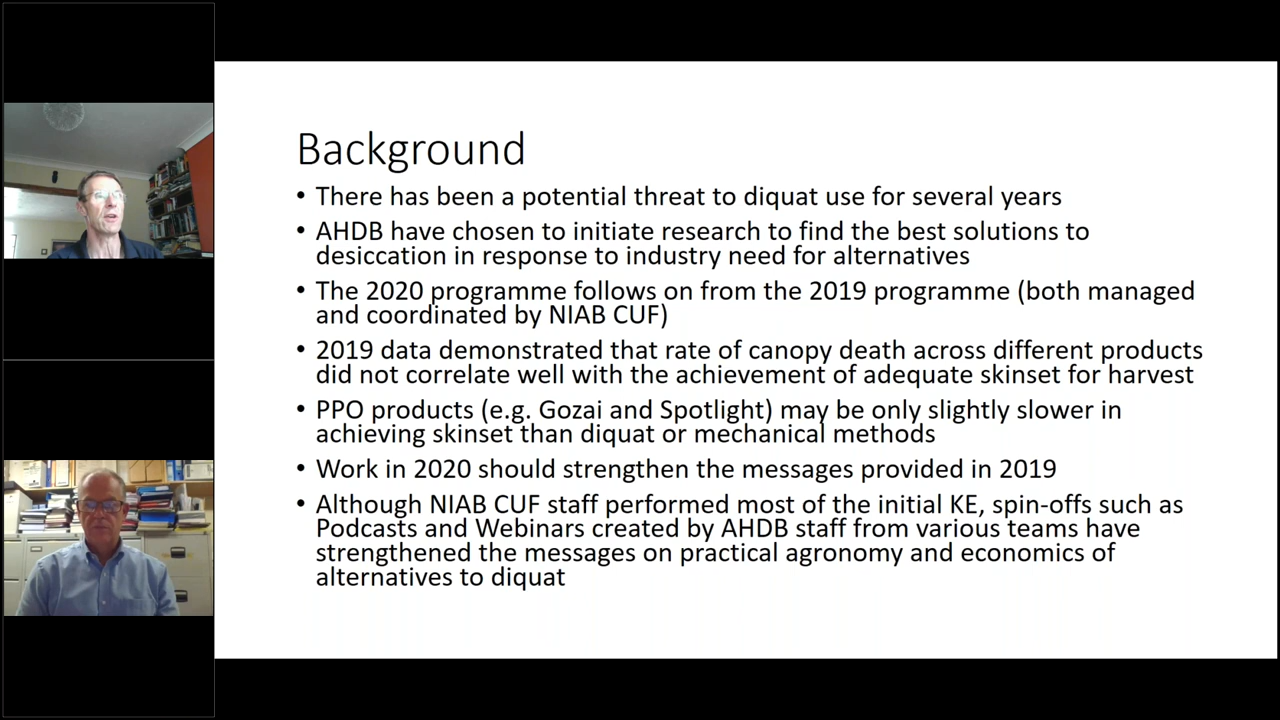 Background
• There has been a potential threat to diquat use for several years
• AHDB have chosen to initiate research to find the best solutions to
desiccation in response to industry need for alternatives
• The 2020 programme follows on from the 2019 programme (both managed
and coordinated by NIAB CUF)
• 2019 data demonstrated that rate of canopy death across different products
did not correlate well with the achievement of adequate skinset for harvest
• PPO products (e.g. Gozai and Spotlight) may be only slightly slower in
achieving skinset than diquat or mechanical methods
• Work in 2020 should strengthen the messages provided in 2019
• Although NIAB CUF staff performed most of the initial KE, spin-offs such as
Podcasts and Webinars created by AHDB staff from various teams have
strengthened the messages on practical agronomy and economics of
alternatives to diquat